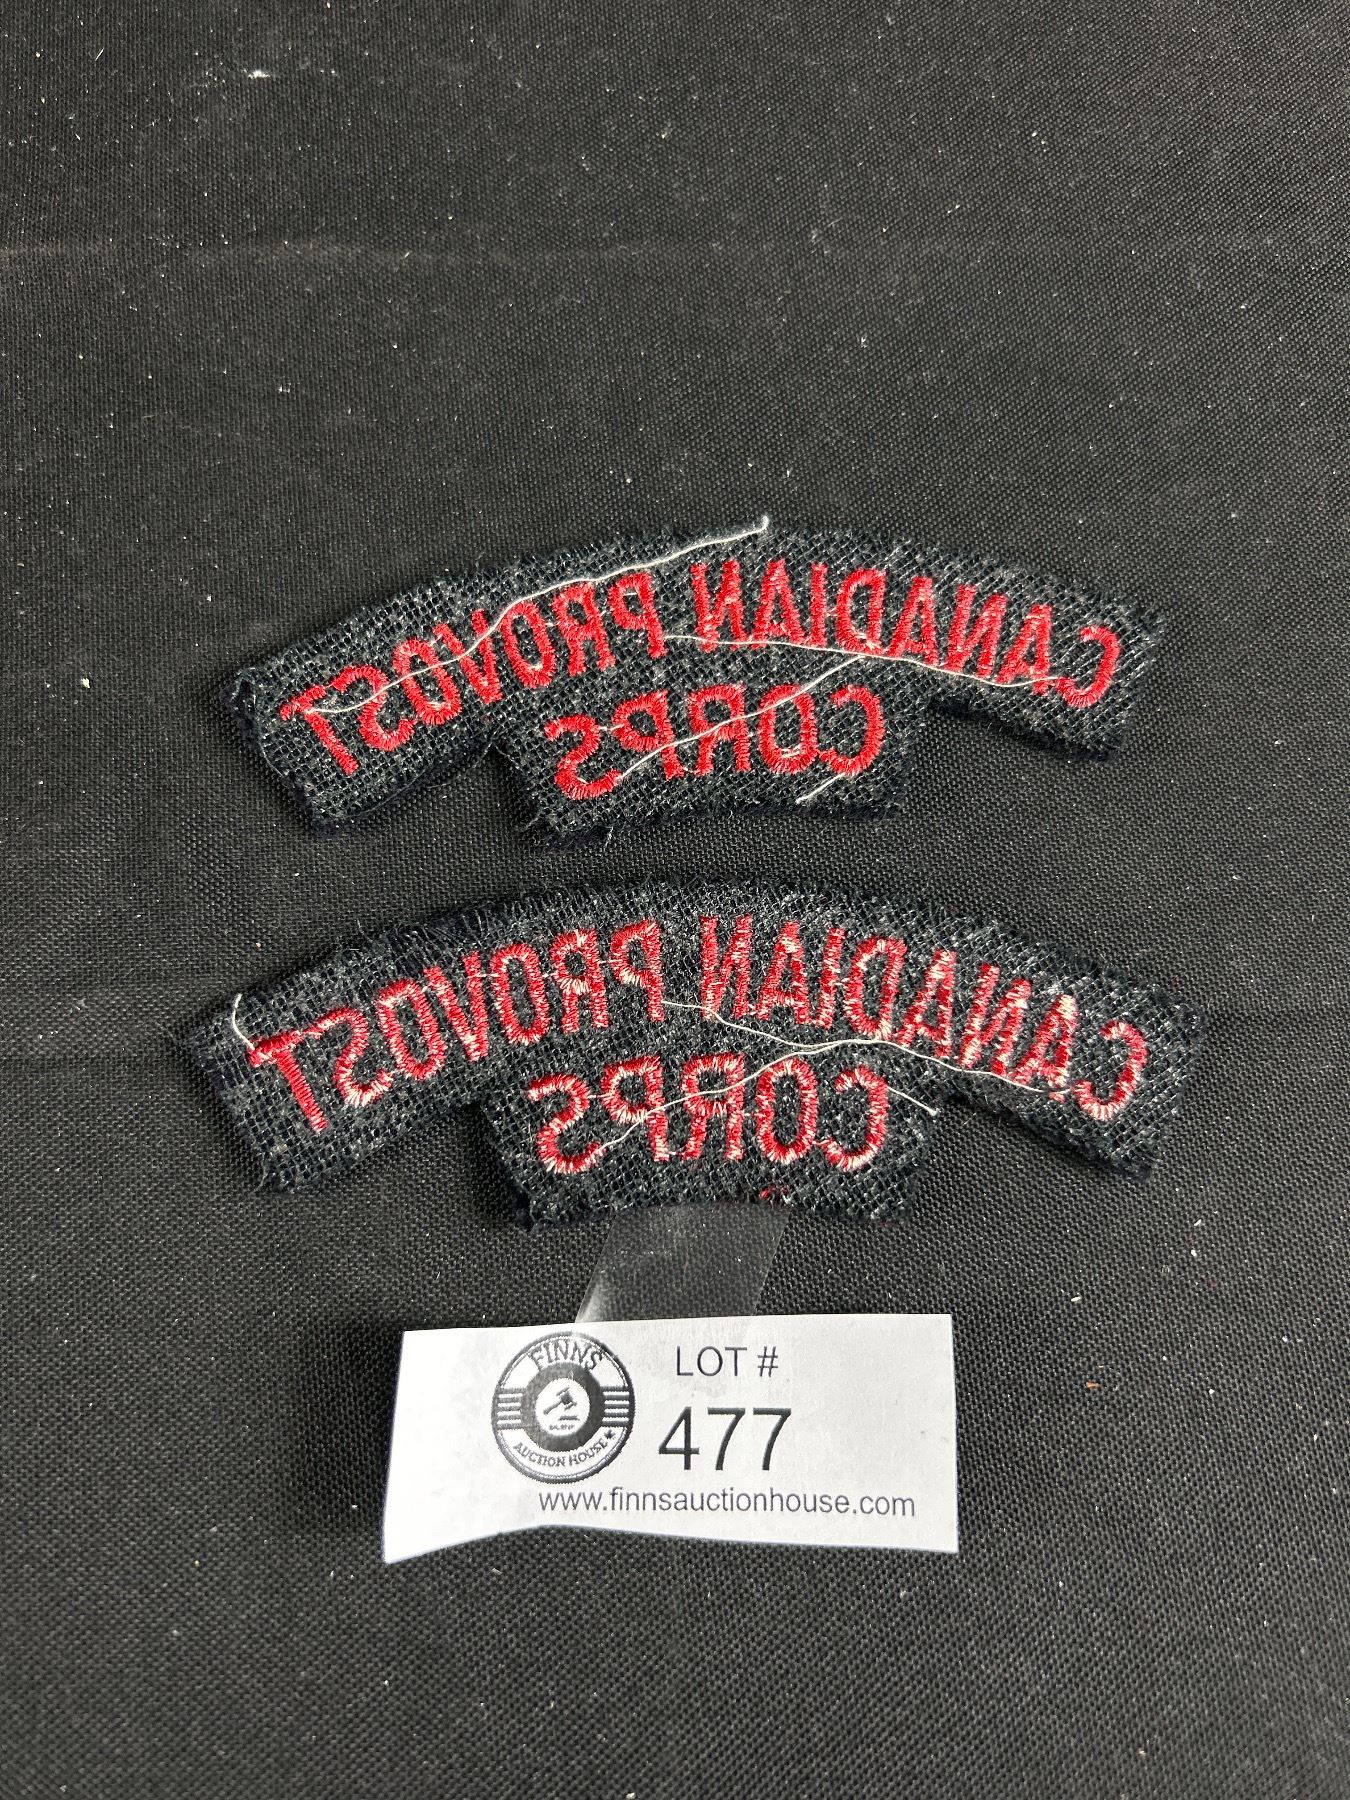 CANADIAN PROVOST
CORPS
CANADIAN PROVOST
CORPS
FINNS
AUCTION HOUSE
LOT #
477
www.finnsauctionhouse.com